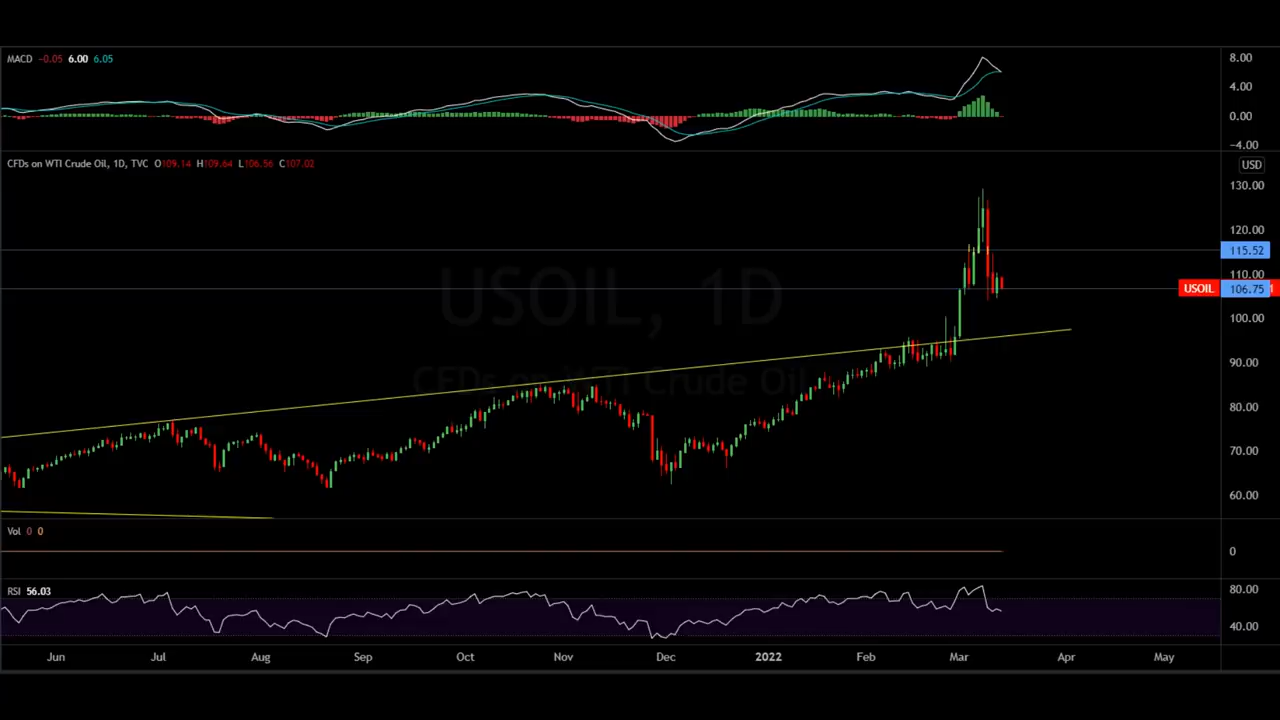 MACD -0.05 6.00 6.05
8.00
4.00
0.00
-4.00
CFDs on WTI Crude Oil, 1D, TVC O109.14 H109.64 L106.56 C107.02
USD
130.00
120.00
115.52
110.00
USOIL 106.75
100.00
90.00
80.00
70.00
60.00
USOIL, 1D
CFDs on WTI Crude Oil
Vol 0 0
0
RSI 56.03
80.00
40.00
Jun Jul Aug Sep Oct Nov Dec 2022 Feb Mar Apr May